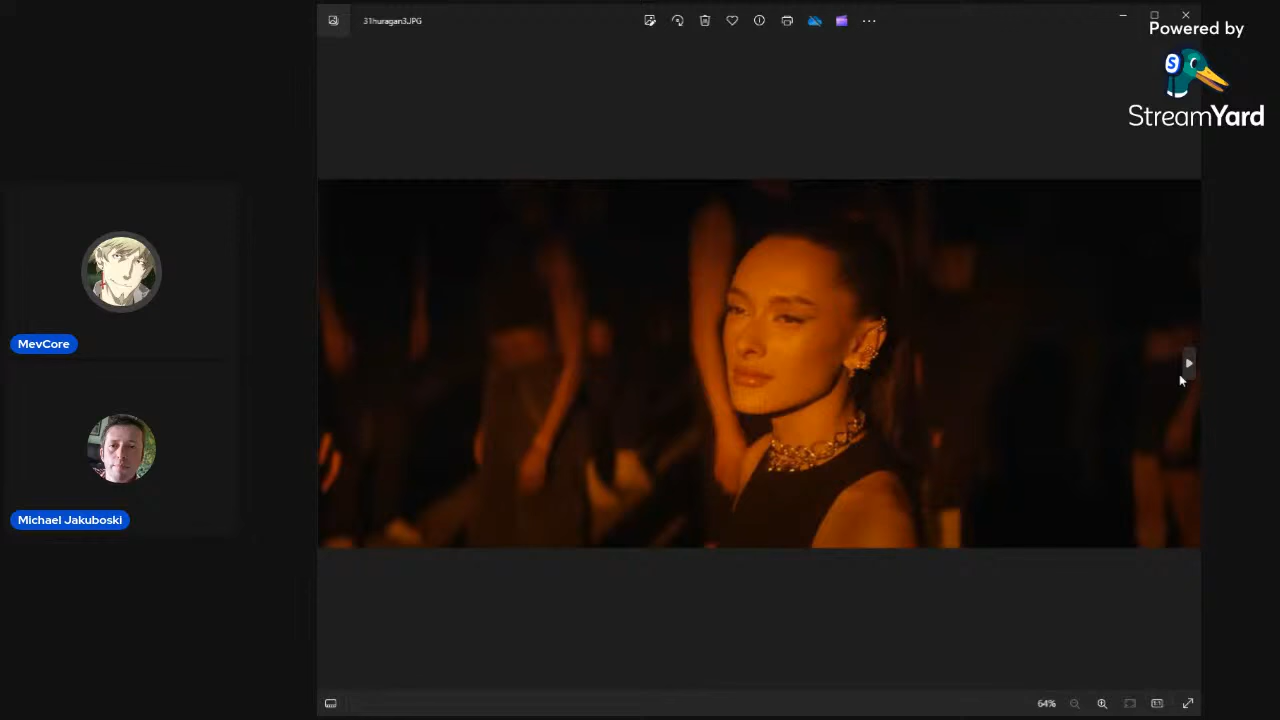 31huragan3.JPG
Powered by
S
StreamYard
MevCore
Michael Jakuboski
64%